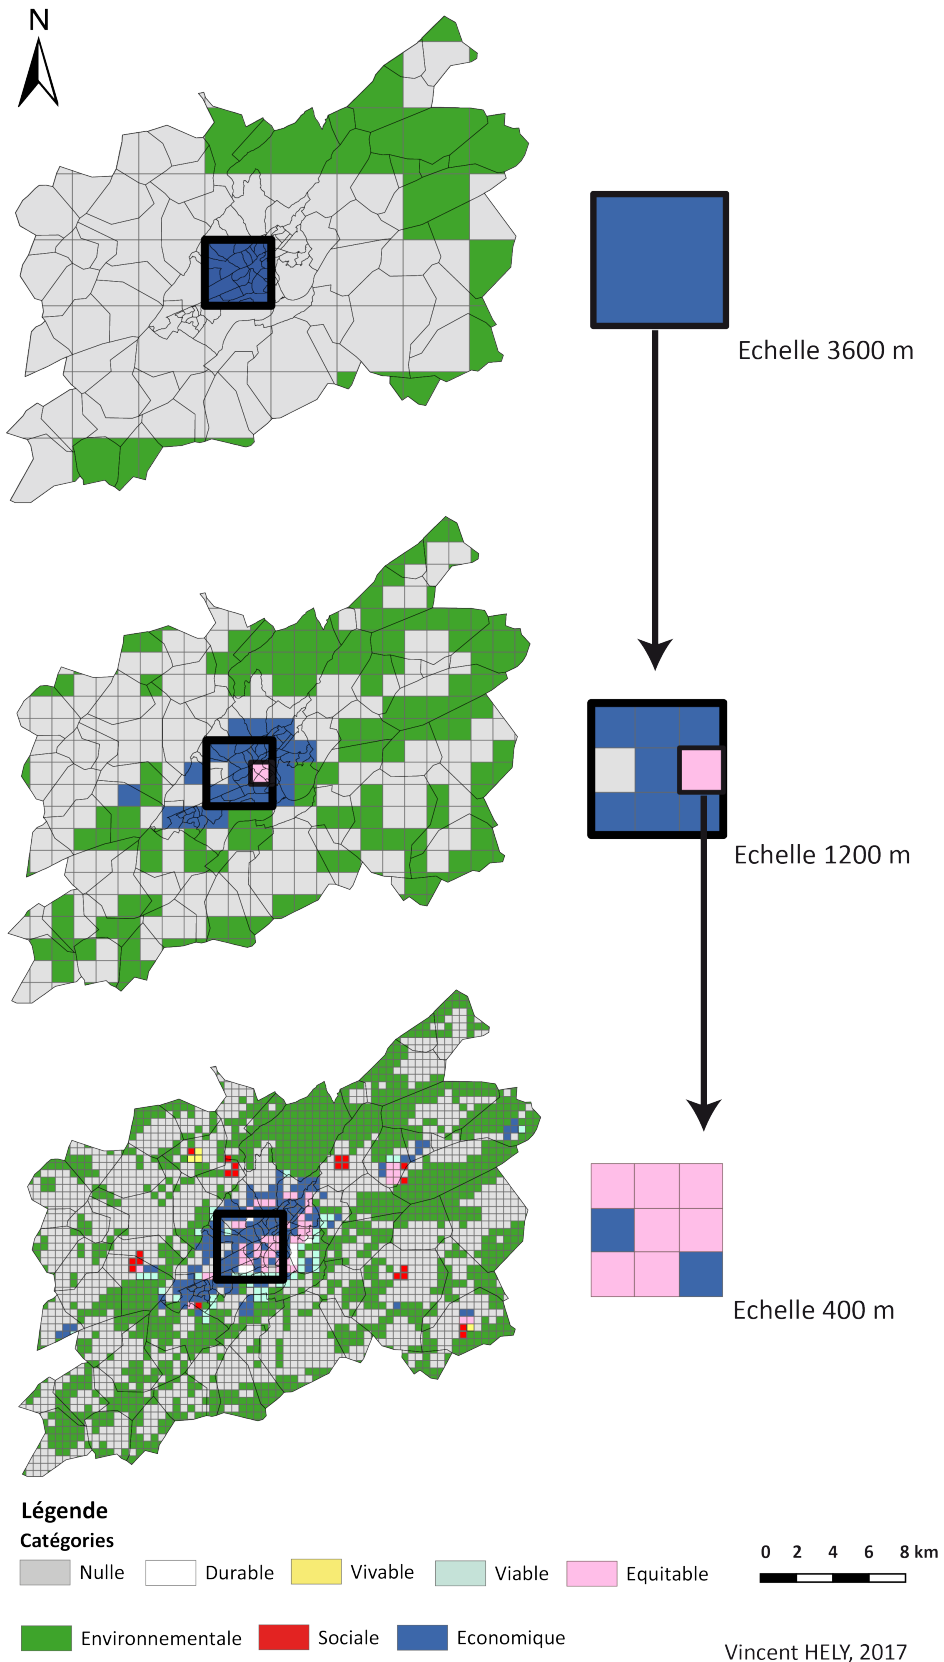 N
Echelle 3600 m
Echelle 1200 m
Echelle 400 m
Légende
Catégories
Nulle
Durable
Vivable
Viable
Equitable
0 2 4 6 8 km
Environnementale
Sociale
Economique
Vincent HELY, 2017